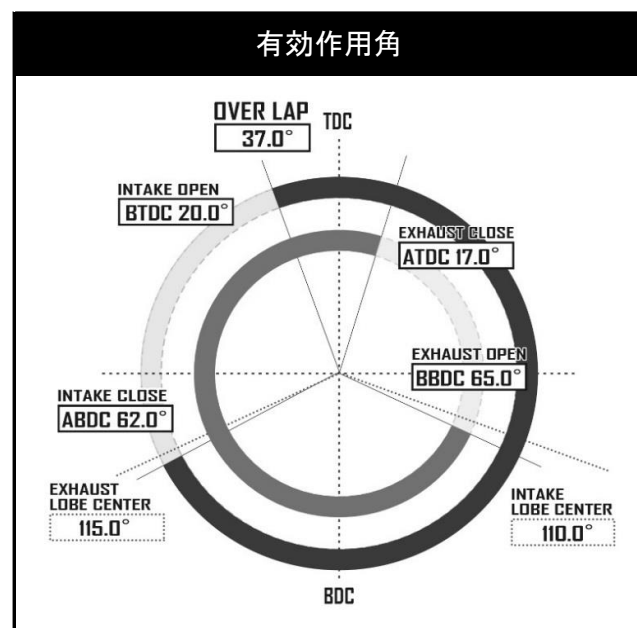 有効作用角
OVER LAP
37.0°
TDC
INTAKE OPEN
BTDC 20.0°
EXHAUST CLOSE
ATDC 17.0°
EXHAUST OPEN
BBDC 65.0°
INTAKE CLOSE
ABDC 62.0°
EXHAUST
LOBE CENTER
115.0°
INTAKE
LOBE CENTER
110.0°
BDC